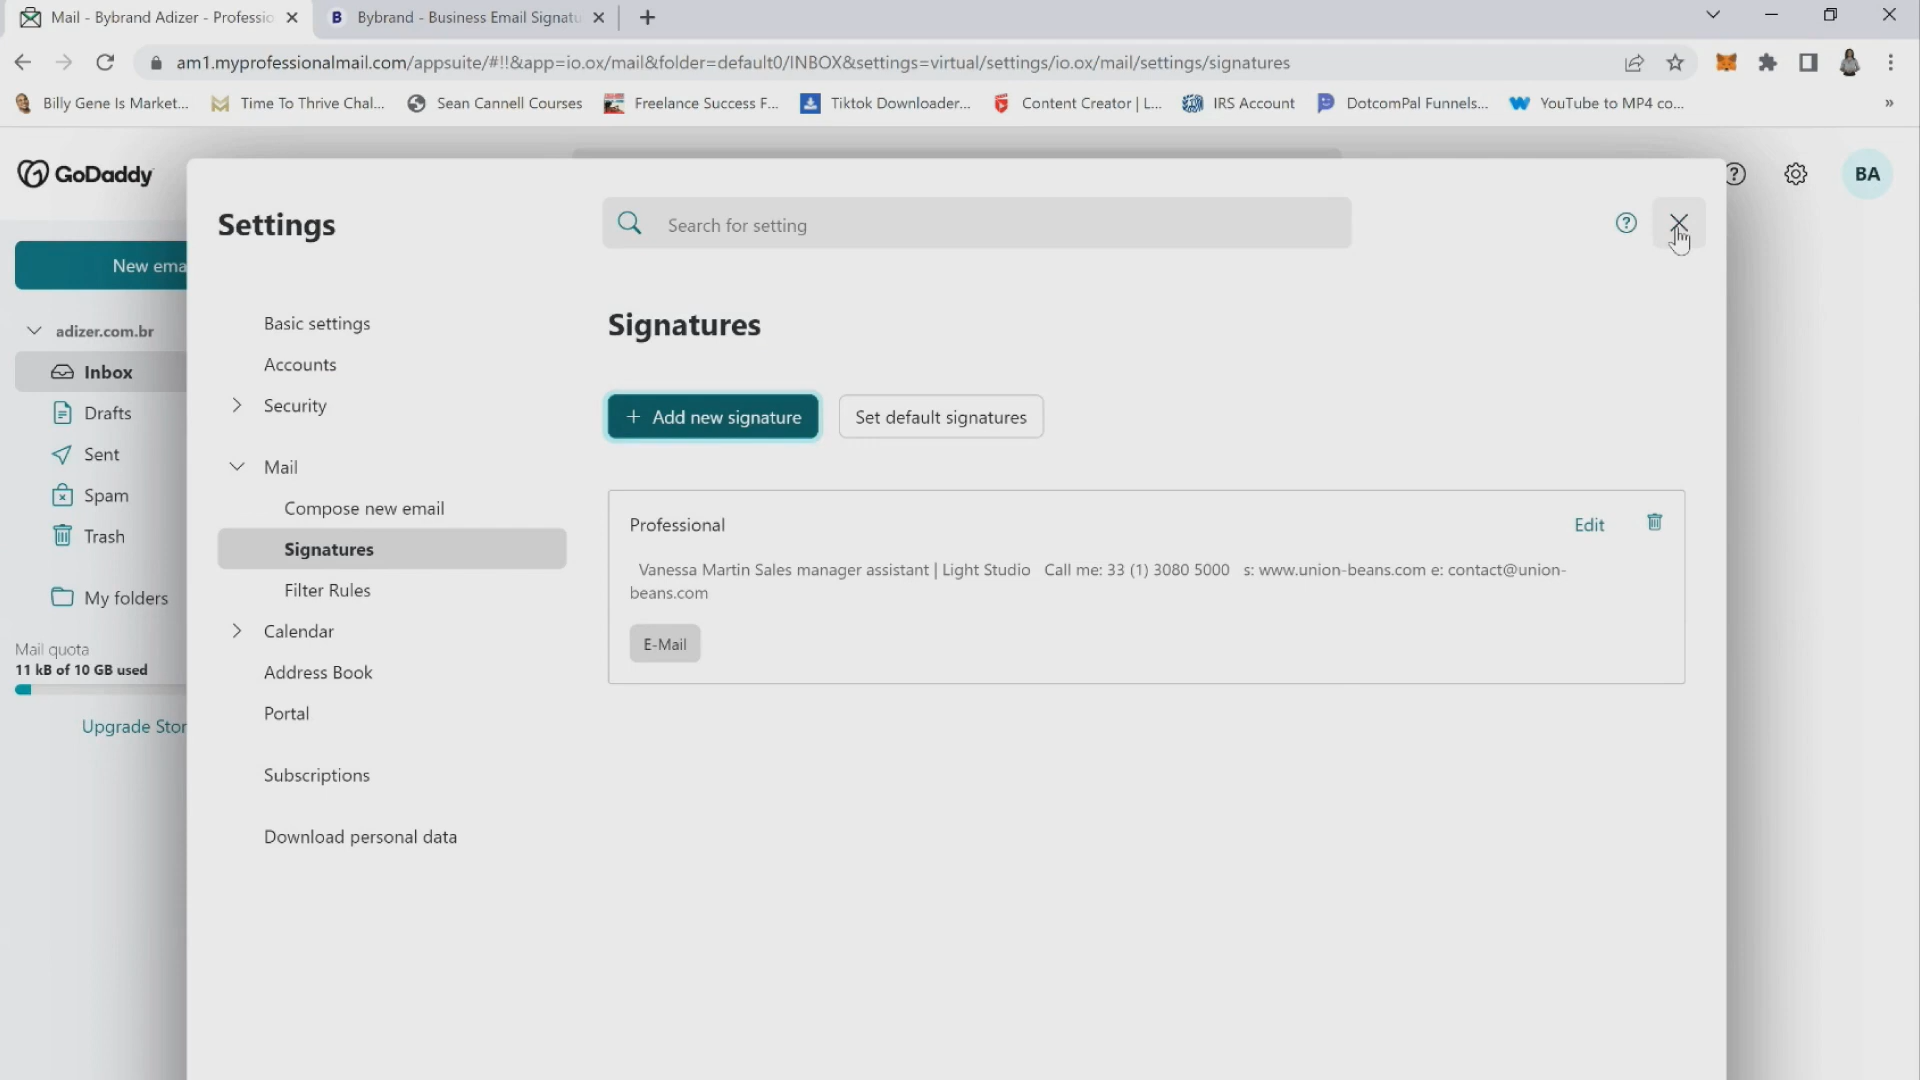 Mail - Bybrand Adizer - Professio
Bybrand - Business Email Signatu
am1.myprofessionalmail.com/appsuite/#!!&app=io.ox/mail&folder=default0/INBOX&settings=virtual/settings/io.ox/mail/settings/signatures
Billy Gene Is Market...
Time To Thrive Chal...
Sean Cannell Courses
Freelance Success F...
Tiktok Downloader...
Content Creator | L...
IRS Account
DotcomPal Funnels...
YouTube to MP4 co...
»
GoDaddy
BA
Settings
Search for setting
New ema
adizer.com.br
Inbox
Drafts
Sent
Spam
Trash
My folders
Mail quota
11 kB of 10 GB used
Upgrade Stor
Basic settings
Accounts
Security
Mail
Compose new email
Signatures
Filter Rules
Calendar
Address Book
Portal
Subscriptions
Download personal data
Signatures
+ Add new signature
Set default signatures
Professional
Edit
Vanessa Martin Sales manager assistant | Light Studio Call me: 33 (1) 3080 5000 s: www.union-beans.com e: contact@union-
beans.com
E-Mail